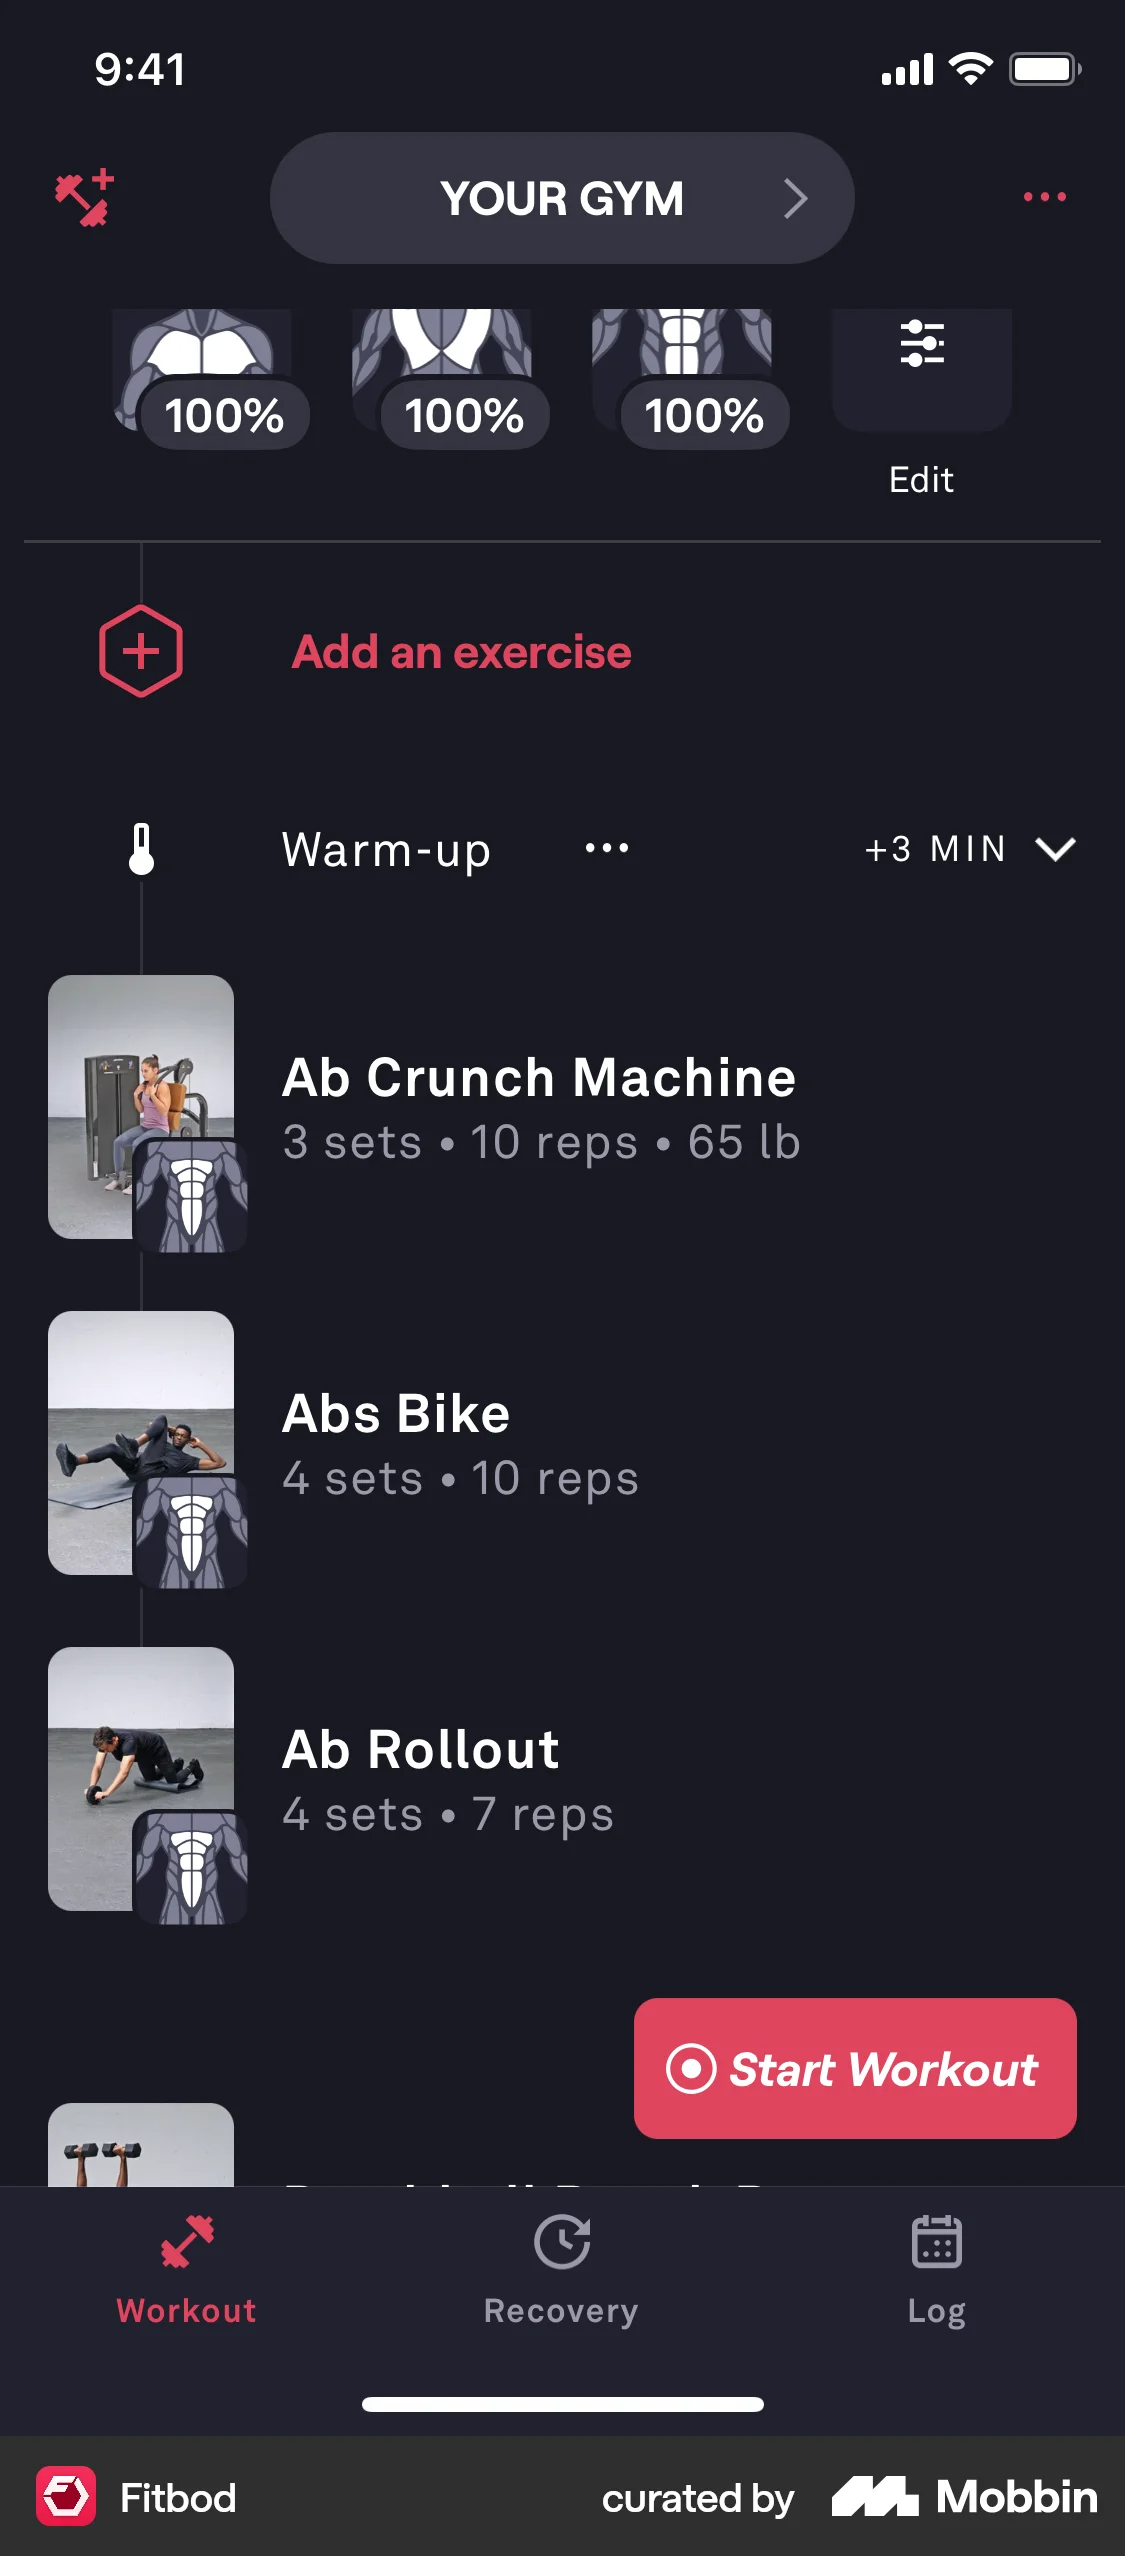 9:41
YOUR GYM
100% 100% 100%
Edit
Add an exercise
Warm-up ... +3 MIN
Ab Crunch Machine
3 sets • 10 reps • 65 lb
Abs Bike
4 sets • 10 reps
Ab Rollout
4 sets • 7 reps
Start Workout
Workout Recovery Log
Fitbod curated by Mobbin